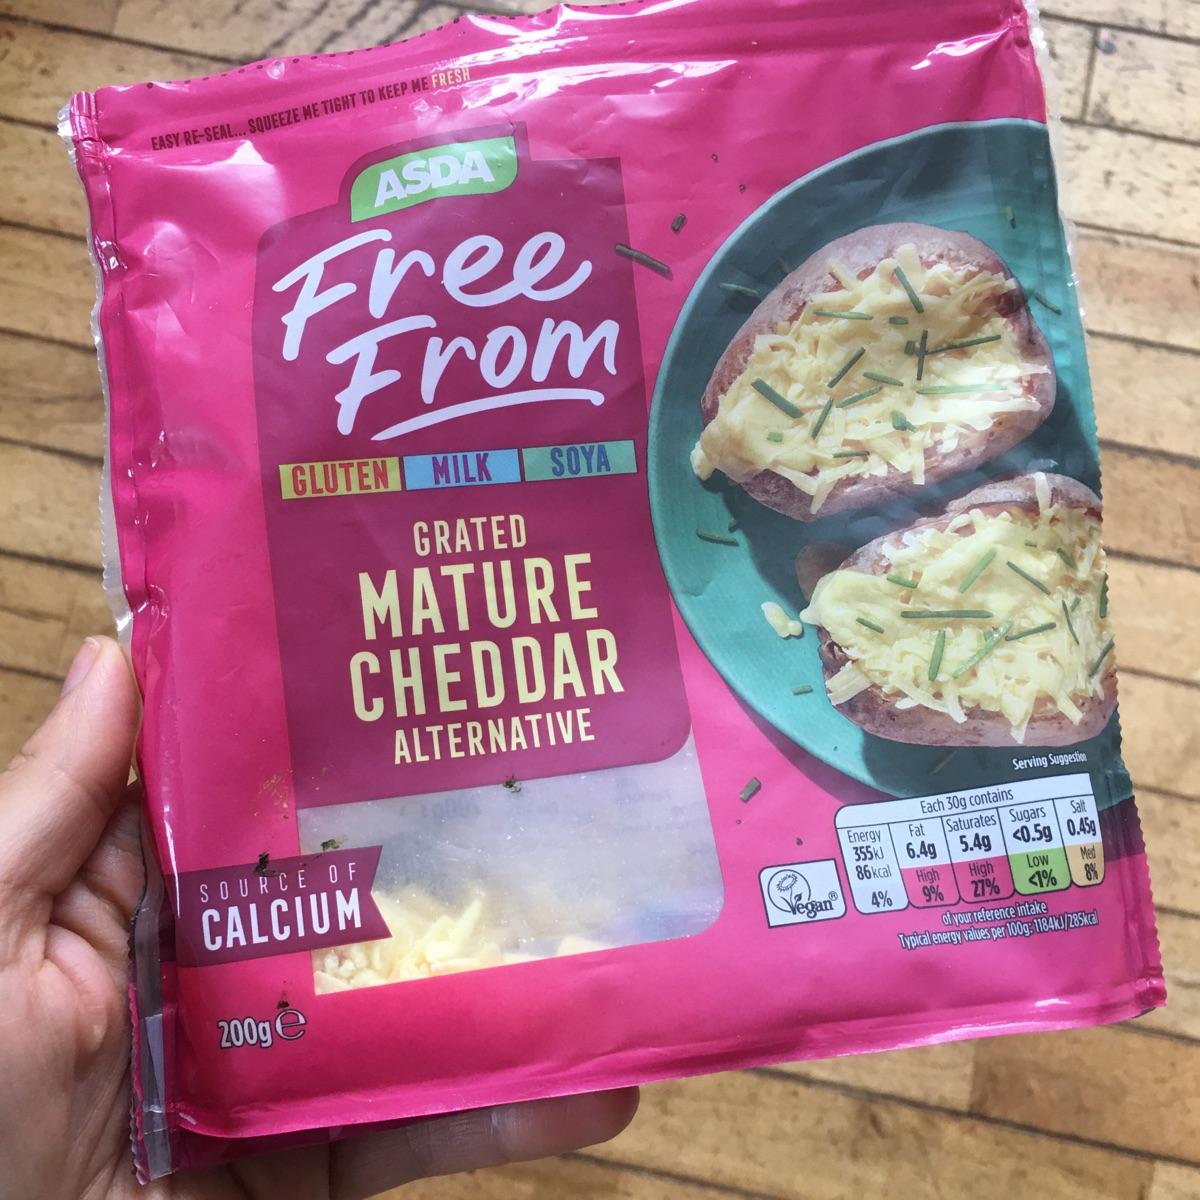 EASY RE-SEAL... SQUEEZE ME TIGHT TO KEEP ME FRESH
ASDA
Free
From
GLUTEN MILK SOYA
GRATED
MATURE
CHEDDAR
ALTERNATIVE
SOURCE OF
CALCIUM
200g e
Serving Suggestion
Vegan®
Each 30g contains
Energy 355kJ 86kcal 4%
Fat 6.4g High 9%
Saturates 5.4g High 27%
Sugars <0.5g Low <1%
Salt 0.45g Med 8%
of your reference intake
Typical energy values per 100g: 1184kJ/285kcal